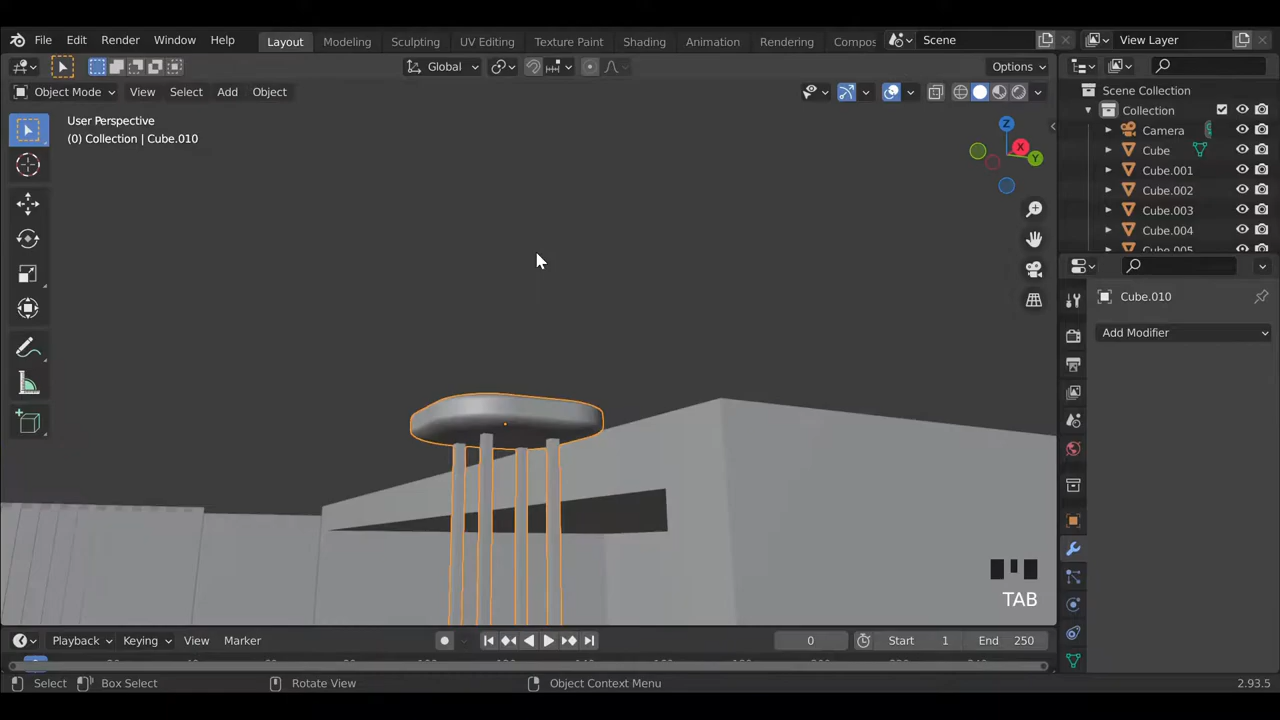 File Edit Render Window Help Layout Modeling Sculpting UV Editing Texture Paint Shading Animation Rendering Compos Scene View Layer
Global Options
Object Mode View Select Add Object
User Perspective
(0) Collection | Cube.010
Z
X
Y
Scene Collection
Collection
Camera
Cube
Cube.001
Cube.002
Cube.003
Cube.004
Cube.005
Cube.010
Add Modifier
TAB
Playback Keying View Marker 0 Start 1 End 250
Select Box Select Rotate View Object Context Menu 2.93.5